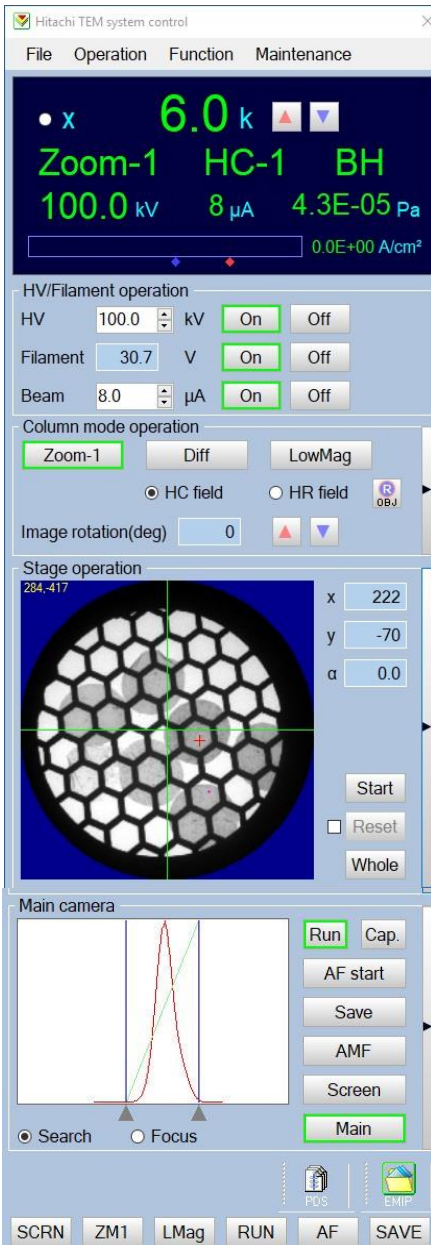 Hitachi TEM system control
File Operation Function Maintenance
x 6.0 k
Zoom-1 HC-1 BH
100.0 kV 8 µA 4.3E-05 Pa
0.0E+00 A/cm²
HV/Filament operation
HV 100.0 kV On Off
Filament 30.7 V On Off
Beam 8.0 µA On Off
Column mode operation
Zoom-1 Diff LowMag
HC field HR field R OBJ
Image rotation(deg) 0
Stage operation
284,-417
x 222
y -70
α 0.0
Start
Reset
Whole
Main camera
Run Cap.
AF start
Save
AMF
Screen
Main
Search Focus
PDS EMIP
SCRN ZM1 LMag RUN AF SAVE